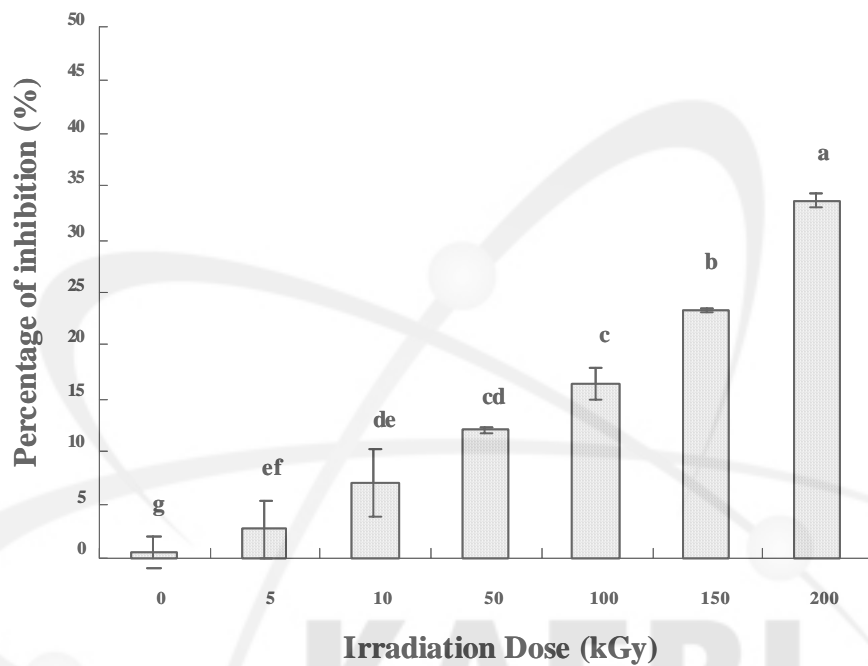 Percentage of inhibition (%)
50
45
40
35
30
25
20
15
10
5
0
g
ef
de
cd
c
b
a
0 5 10 50 100 150 200
Irradiation Dose (kGy)
KAERI